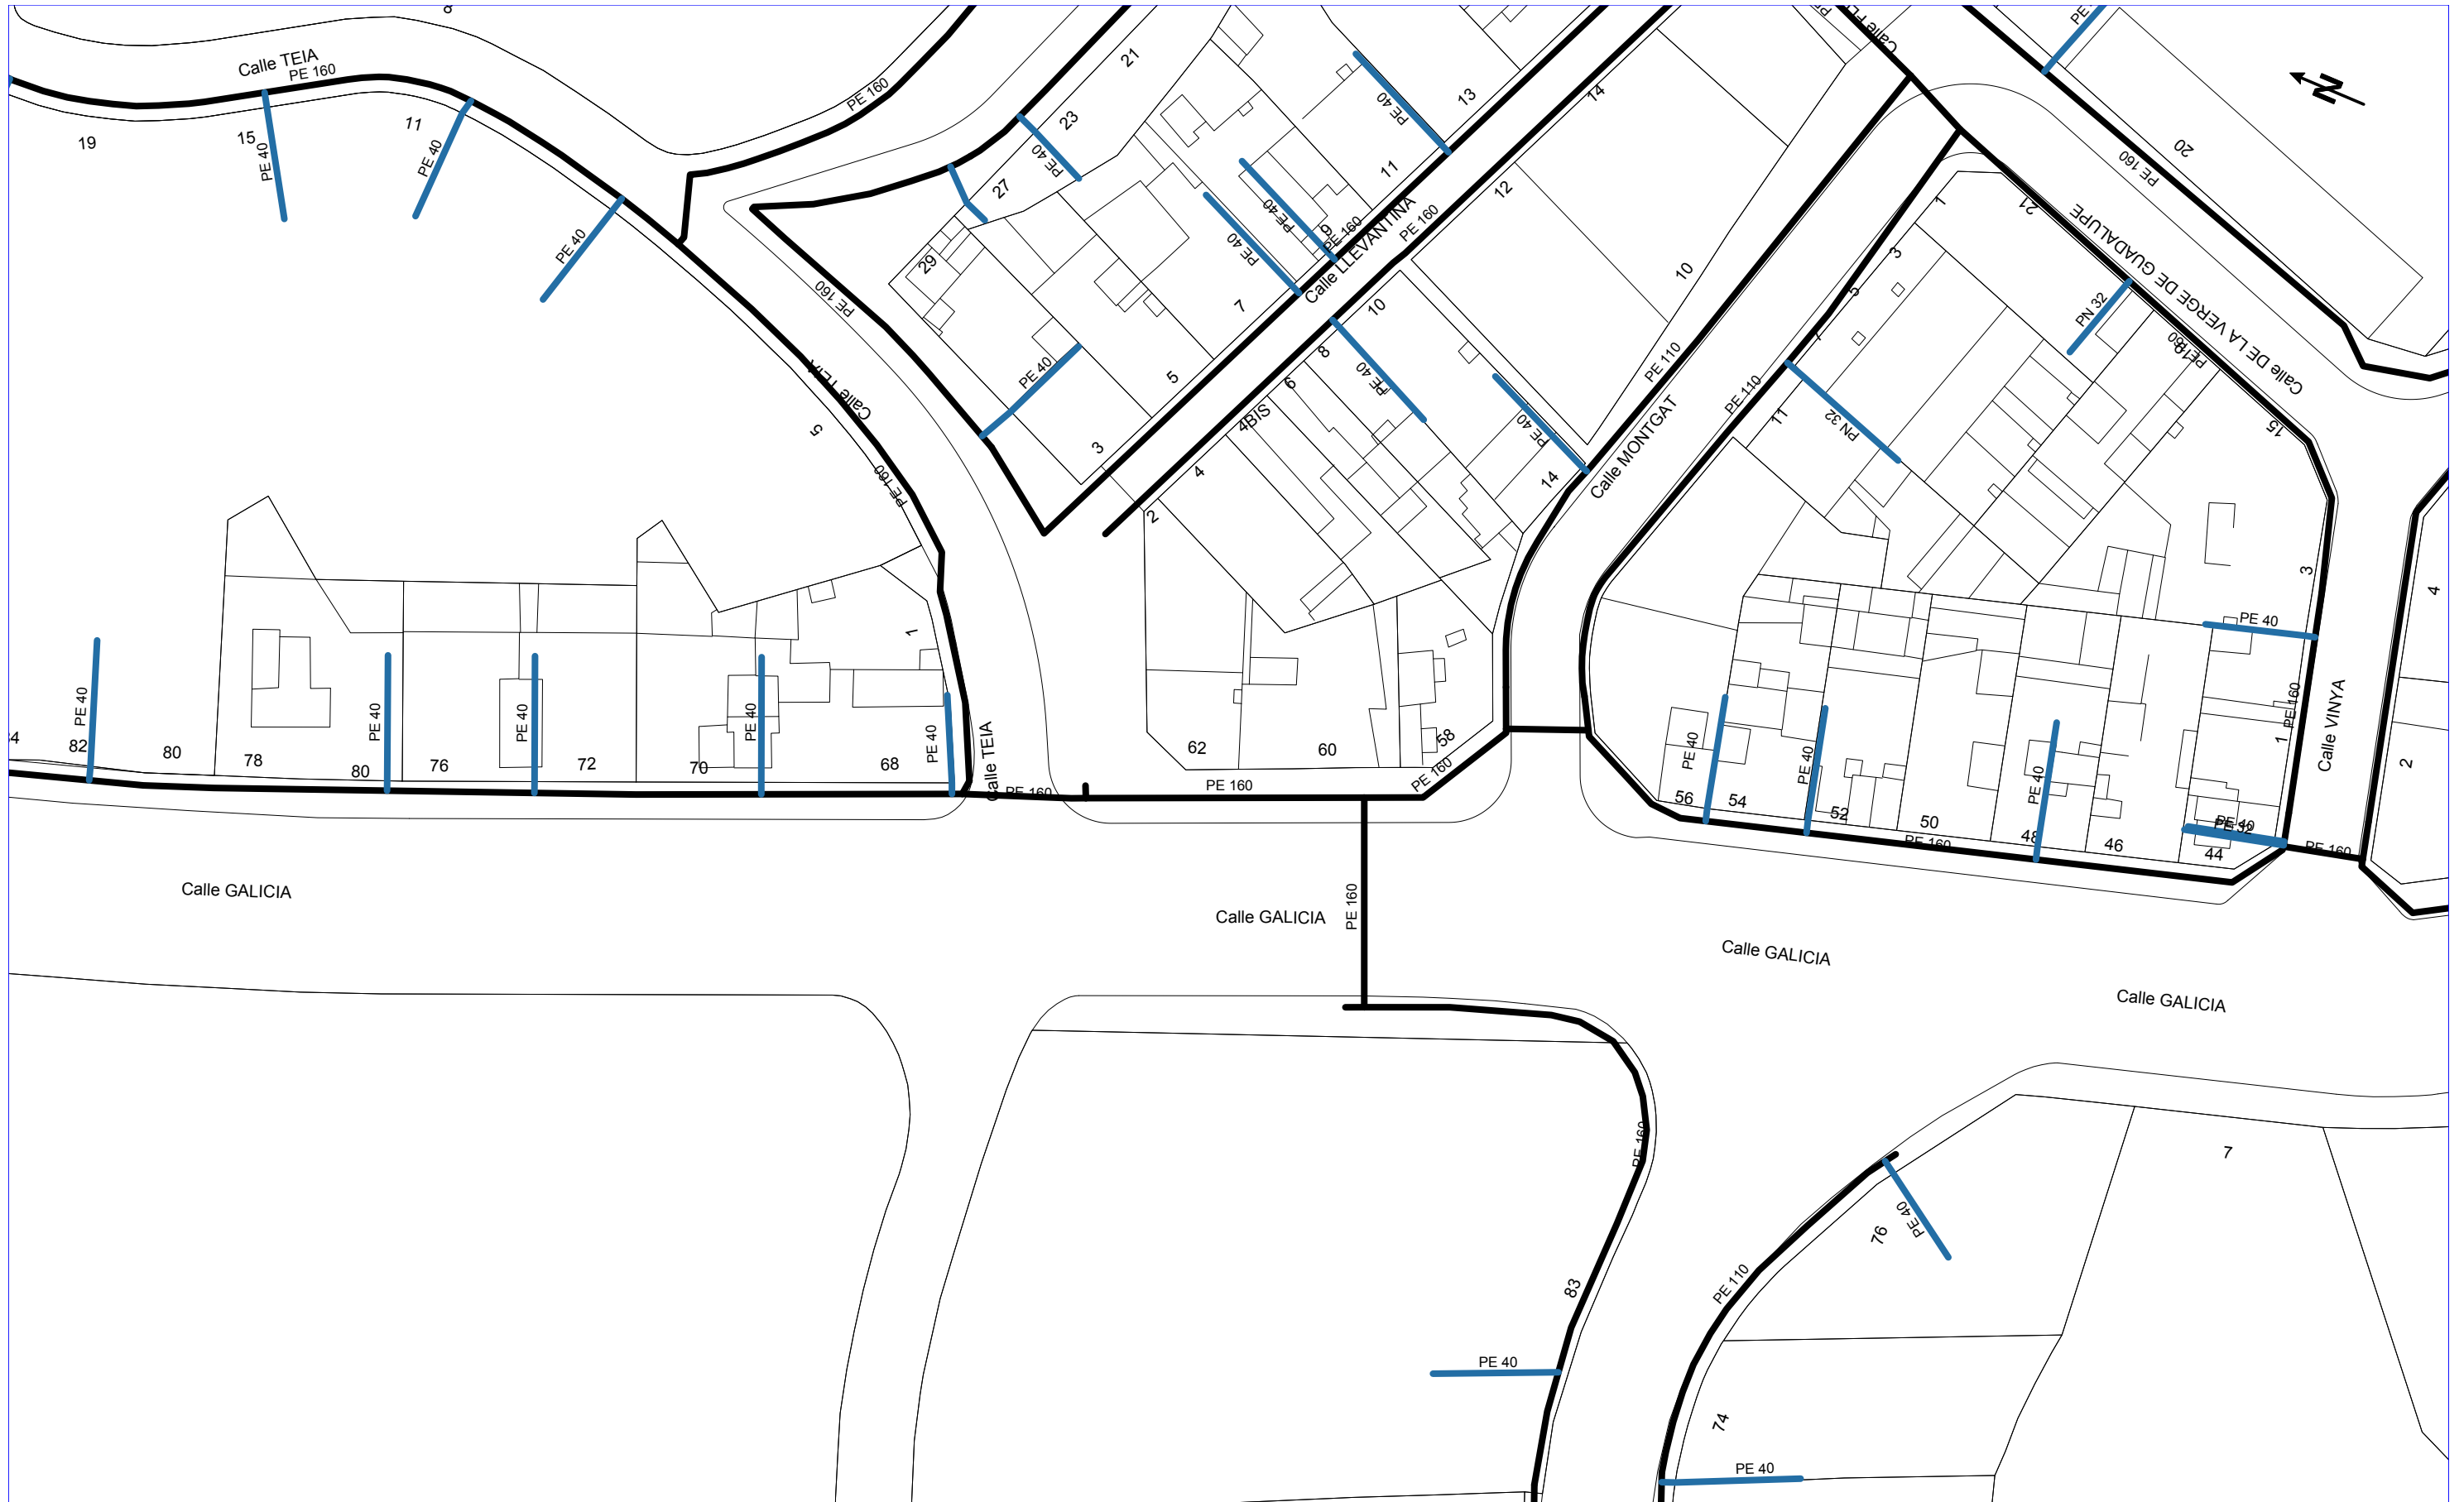 Calle TEIA
PE 160
19
15
PE 40
11
PE 40
PE 40
PE 160
21
23
27
29
PE 40
PE 160
PE 40
13
11
PE 40
PE 40
9
PE 160
Calle LLEVANTINA
PE 160
7
5
3
PE 40
14
12
10
8
6
4BIS
4
2
PE 40
10
PE 110
PE 40
14
Calle MONTGAT
PE 110
N
20
PE 160
Calle DE LA VERGE DE GUADALUPE
21
1
3
5
7
11
PN 32
PN 32
PE 160
15
3
PE 40
PE 160
1
Calle VINYA
4
2
Calle TEIA
5
PE 160
1
PE 40
82
80
78
80
PE 40
76
PE 40
72
70
PE 40
68
PE 40
Calle TEIA
PE 160
62
60
58
PE 160
PE 160
PE 40
56
54
PE 40
52
50
PE 160
PE 40
48
46
44
PE 40
PE 32
PE 160
Calle GALICIA
Calle GALICIA
PE 160
Calle GALICIA
Calle GALICIA
PE 160
83
PE 40
76
PE 40
PE 110
7
74
PE 40